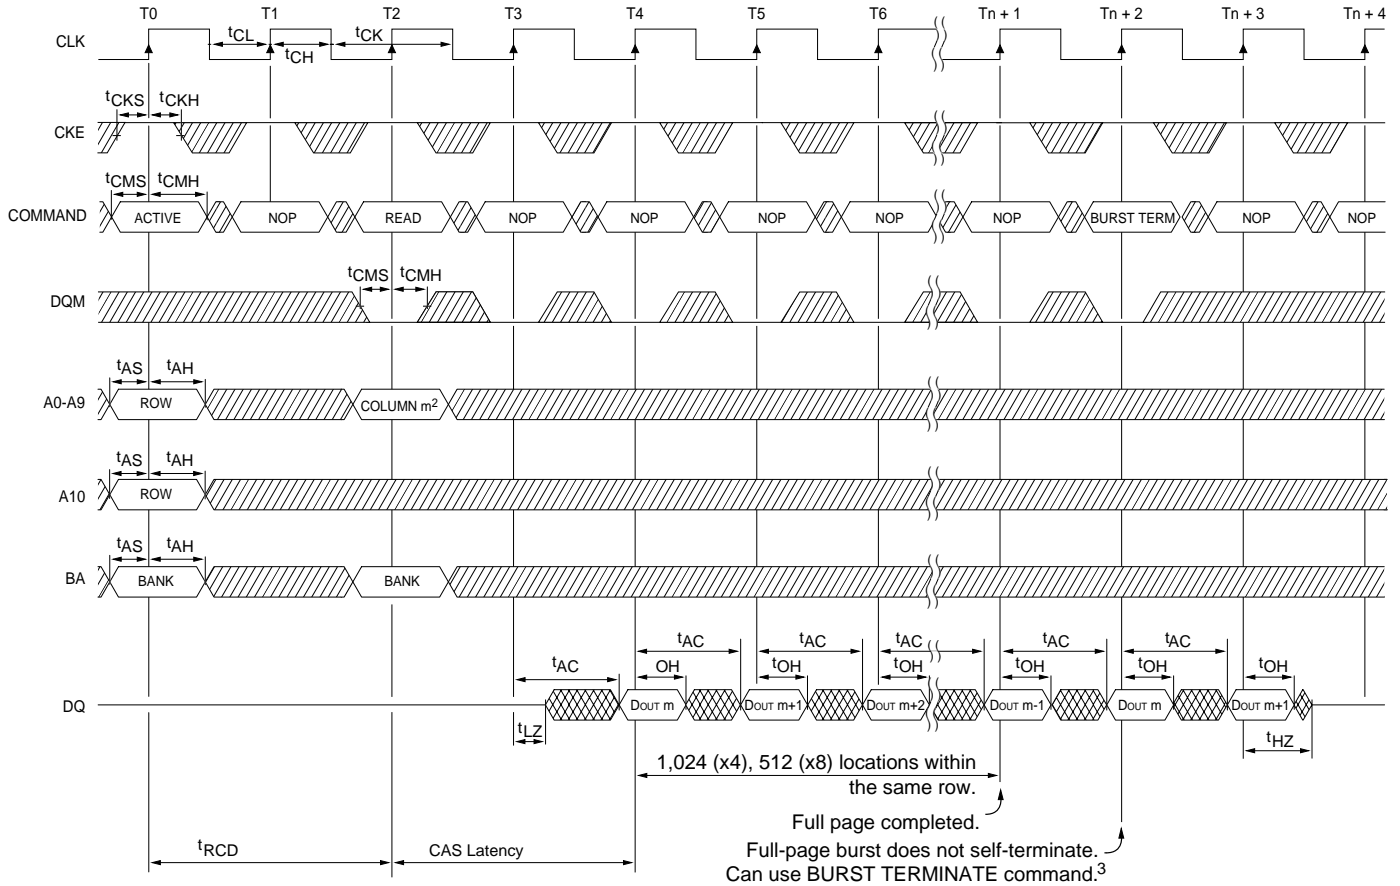 T0 T1 T2 T3 T4 T5 T6 Tn + 1 Tn + 2 Tn + 3 Tn + 4
CLK tCL tCH tCK
tCKS tCKH
CKE
tCMS tCMH
COMMAND ACTIVE NOP READ NOP NOP NOP NOP NOP BURST TERM NOP NOP
tCMS tCMH
DQM
tAS tAH
A0-A9 ROW COLUMN m2
tAS tAH
A10 ROW
tAS tAH
BA BANK BANK
tAC tAC tAC tAC tAC tAC
OH tOH tOH tOH tOH tOH
DQ DOUT m DOUT m+1 DOUT m+2 DOUT m-1 DOUT m DOUT m+1
tLZ tHZ
1,024 (x4), 512 (x8) locations within
the same row.
Full page completed.
tRCD CAS Latency
Full-page burst does not self-terminate.
Can use BURST TERMINATE command.3